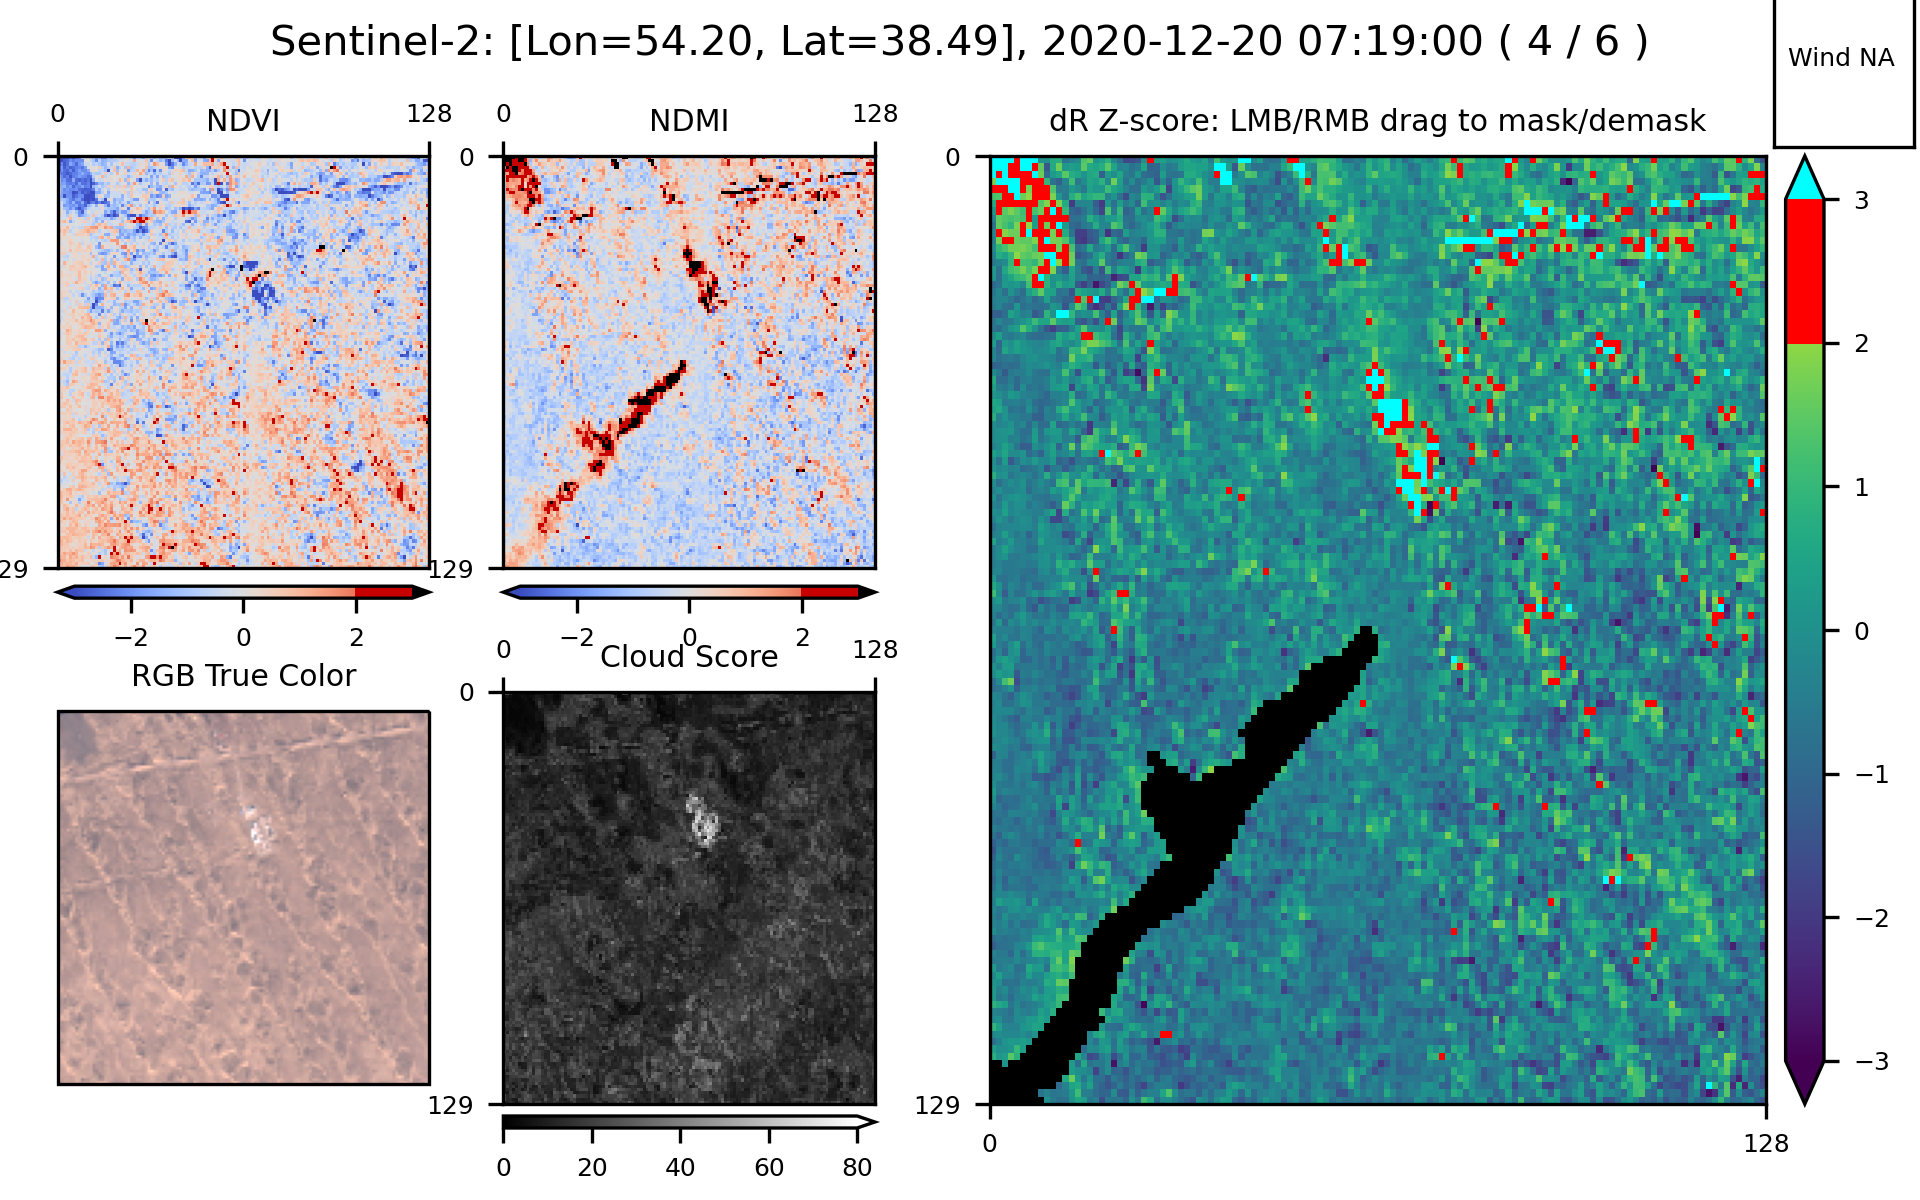 Sentinel-2: [Lon=54.20, Lat=38.49], 2020-12-20 07:19:00 ( 4 / 6 )
Wind NA
0 NDVI 128
0
29
−2 0 2
0 NDMI 128
0
129
−2 0 2
dR Z-score: LMB/RMB drag to mask/demask
0
129
0 128
3
2
1
0
−1
−2
−3
RGB True Color
0 Cloud Score 128
0
129
0 20 40 60 80